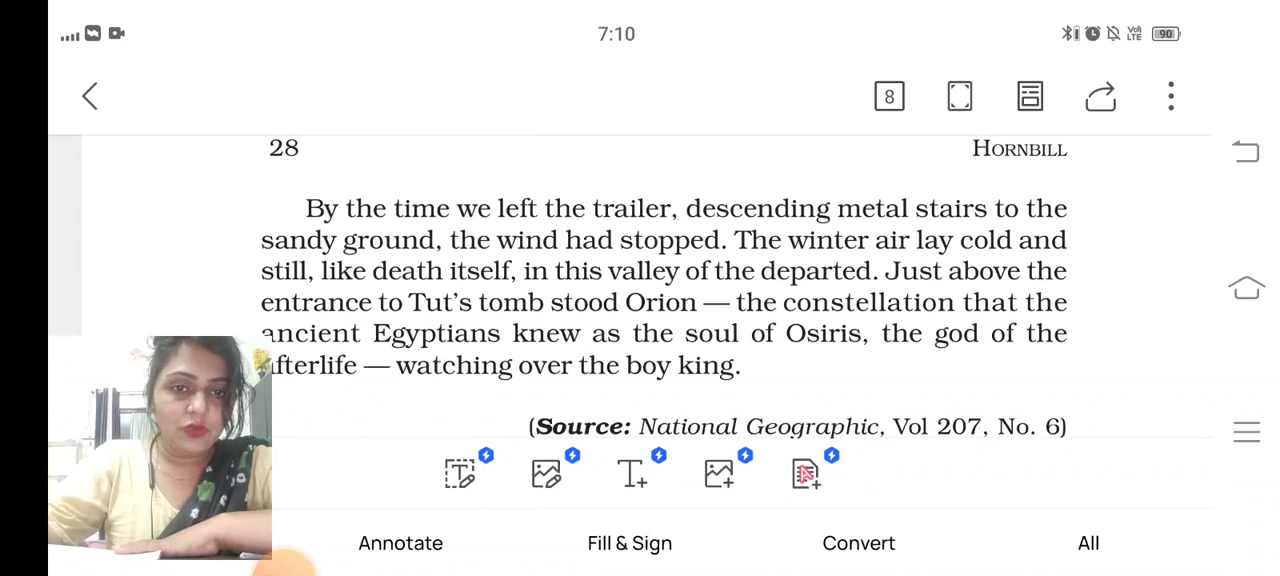 7:10
Vo)
LTE
90
8
28
HORNBILL
By the time we left the trailer, descending metal stairs to the
sandy ground, the wind had stopped. The winter air lay cold and
still, like death itself, in this valley of the departed. Just above the
entrance to Tut's tomb stood Orion — the constellation that the
ancient Egyptians knew as the soul of Osiris, the god of the
afterlife — watching over the boy king.
(Source: National Geographic, Vol 207, No. 6)
Annotate
Fill & Sign
Convert
All